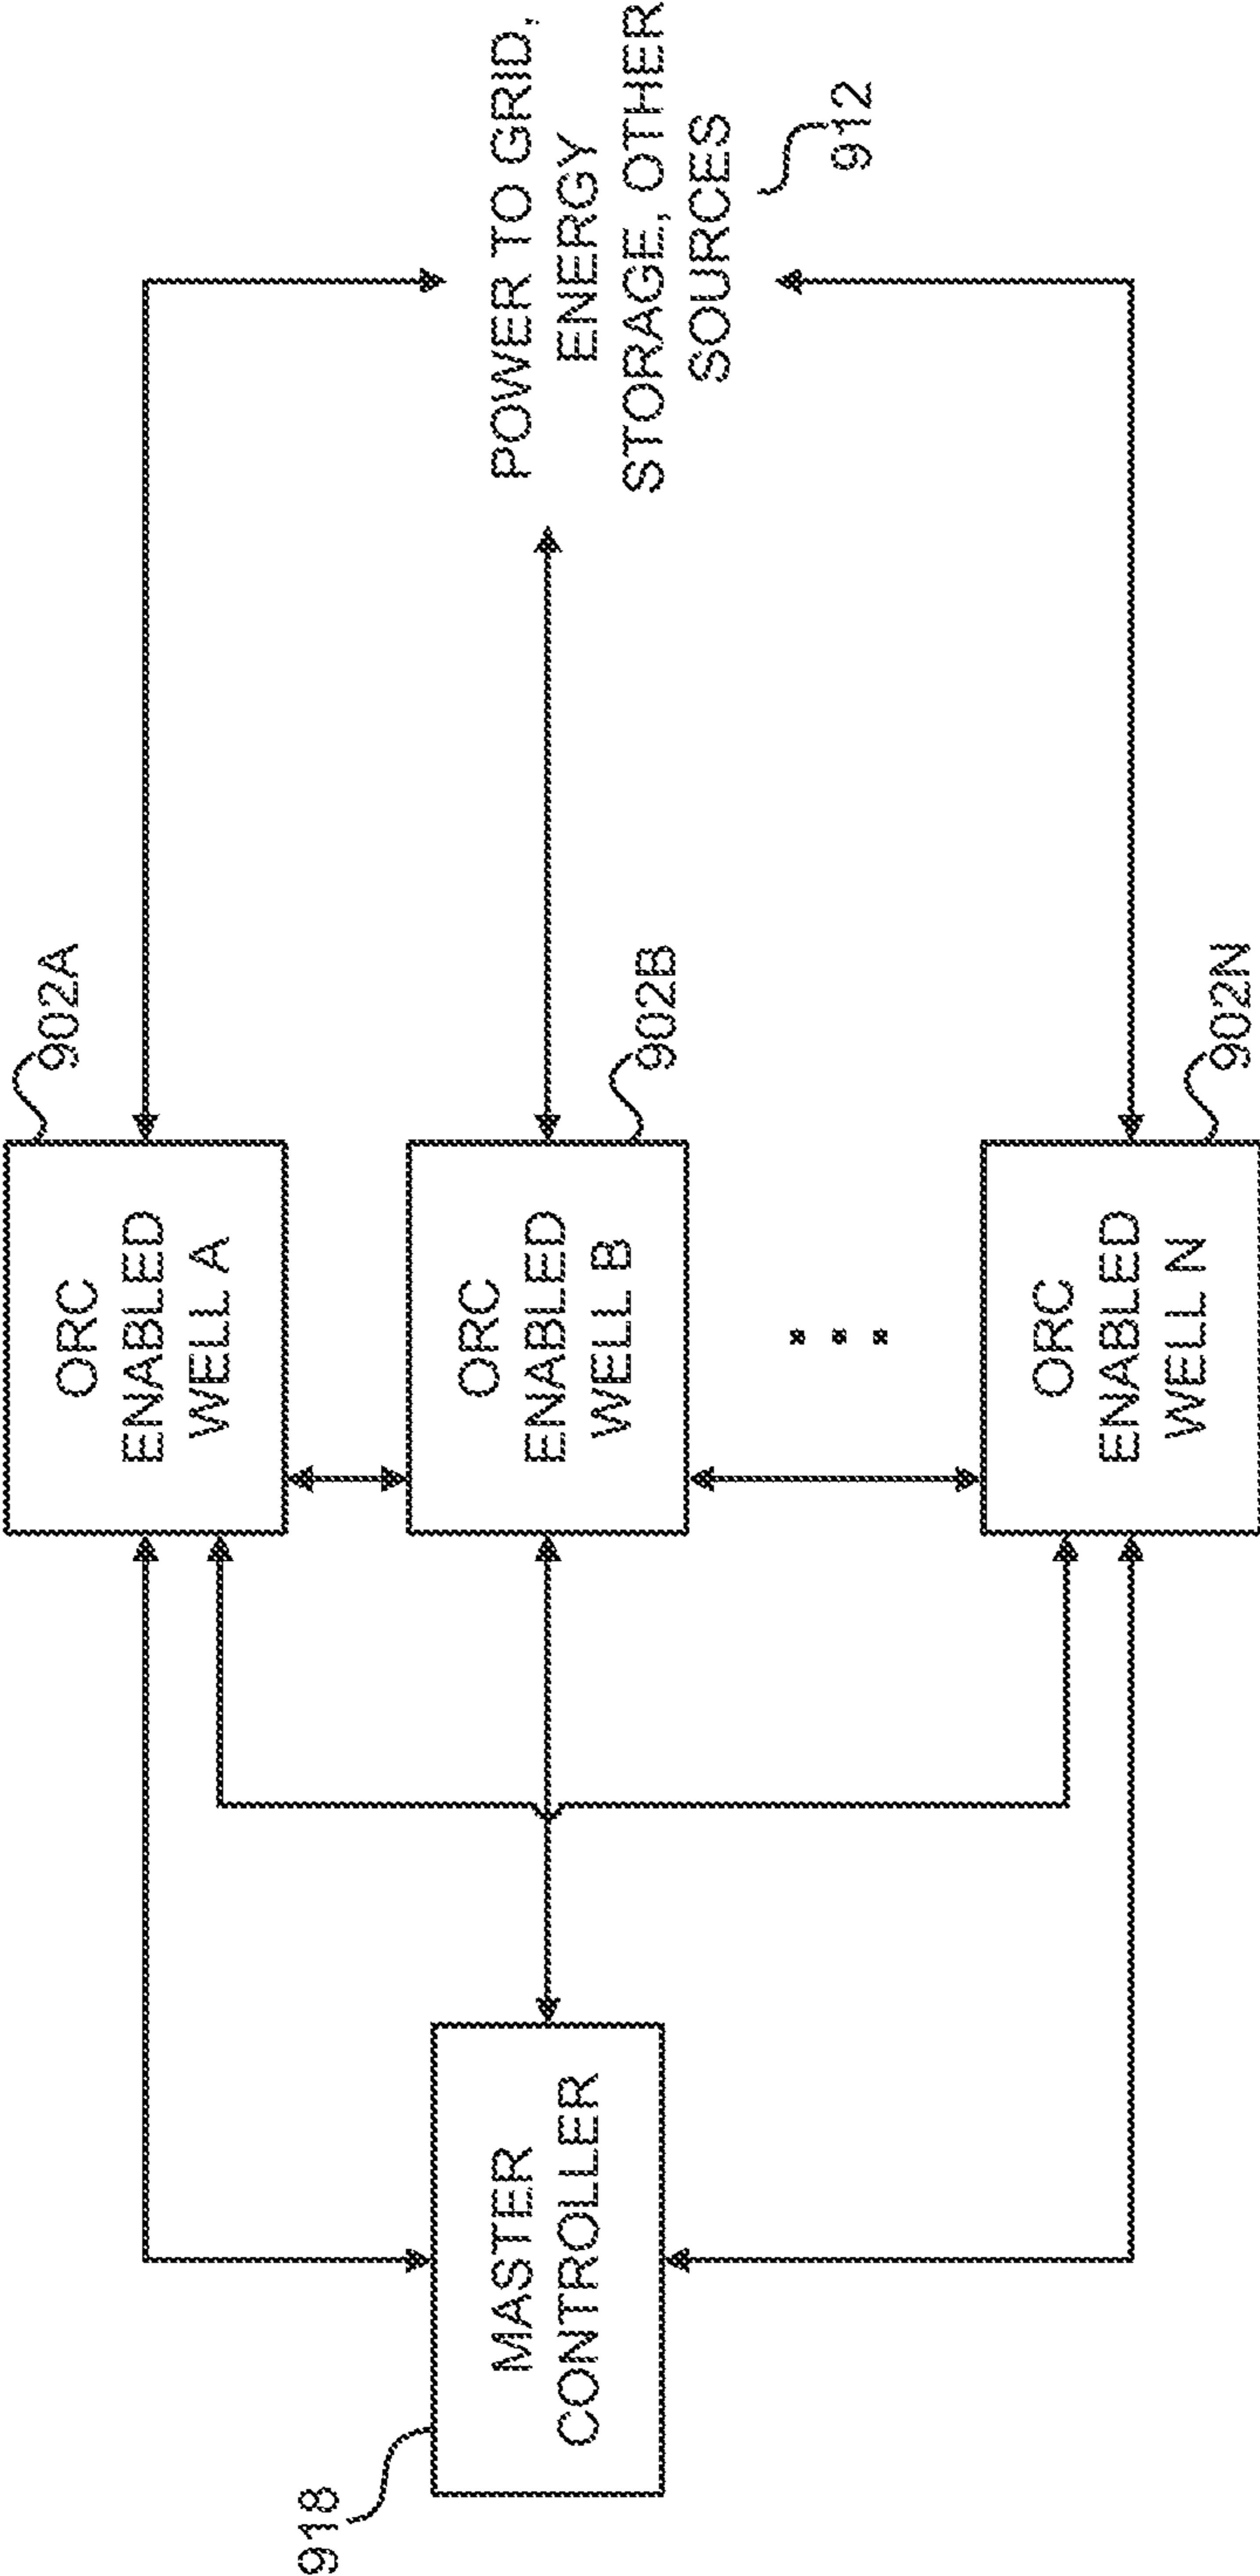 902A
ORC
ENABLED
WELL A
902B
ORC
ENABLED
WELL B
902N
ORC
ENABLED
WELL N
918
MASTER
CONTROLLER
POWER TO GRID,
ENERGY
STORAGE, OTHER
SOURCES
912